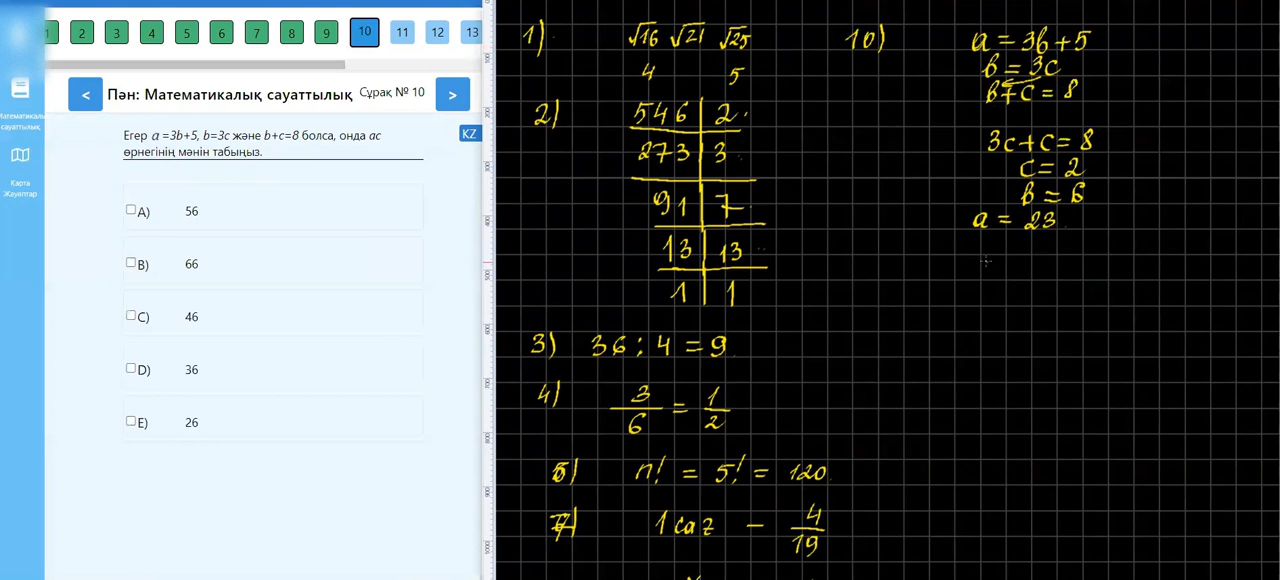 1 2 3 4 5 6 7 8 9 10 11 12 13
< Пән: Математикалық сауаттылық Сұрақ № 10 >
Математикалық
сауаттылық
Карта
Жауаптар
KZ
Егер a =3b+5, b=3c және b+c=8 болса, онда ac
өрнегінің мәнін табыңыз.
A) 56
B) 66
C) 46
D) 36
E) 26
1) √16 √21 √25
4 5
2) 546 | 2
273 | 3
91 | 7
13 | 13
1 | 1
3) 36 : 4 = 9
4) 3/6 = 1/2
6) n! = 5! = 120
7) 1 саг - 4/19
10) a = 3b + 5
b = 3c
b + c = 8
3c + c = 8
c = 2
b = 6
a = 23